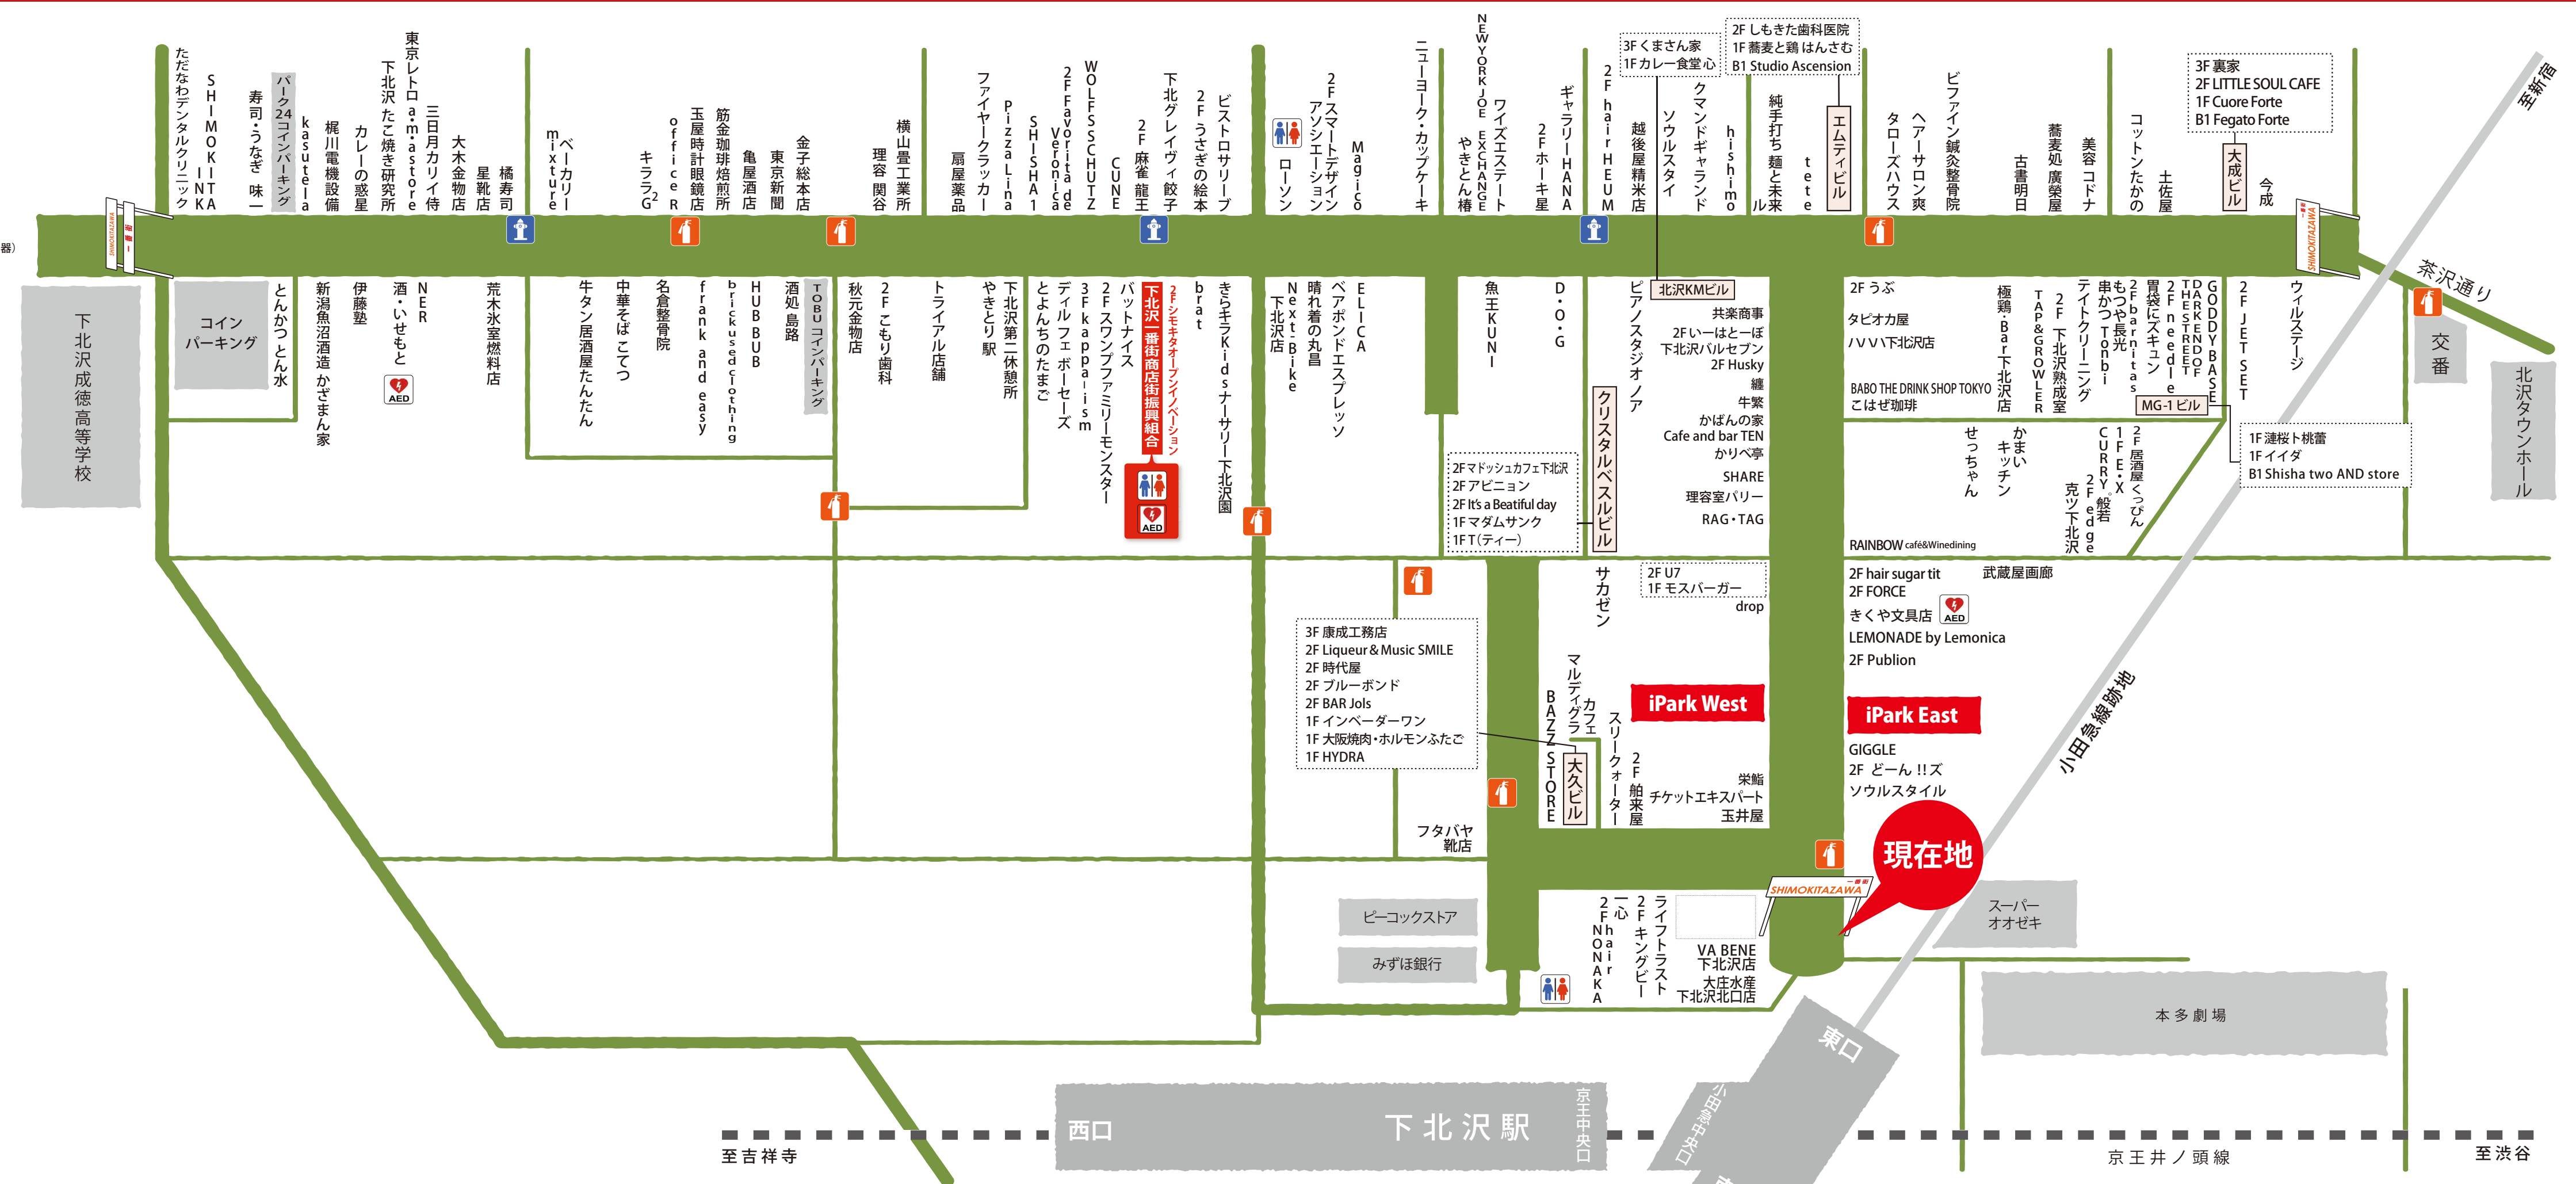 ただなわデンタルクリニック
SHIMOKITA INK
寿司・うなぎ 味一
パーク24コインパーキング
kasutela
梶川電機設備
カレーの惑星
下北沢 たこ焼き研究所
東京レトロ a・m・a store
三日月カリイ侍
大木金物店
星靴店
橘寿司
ベーカリー mixture
キララG2
office R
玉屋時計眼鏡店
筋金珈琲焙煎所
亀屋酒店
東京新聞
金子総本店
理容 関谷
横山畳工業所
扇屋薬品
ファイヤークラッカー
Pizza Lina
SHISHA 1
2F Favorita de Veronica
WOLFSSCHUTZ
CUNE
2F 麻雀 龍王
下北グレイヴィ餃子
2F うさぎの絵本
ビストロサリーブ
ローソン
2F スマートデザインアソシエーション
Magico
ニューヨーク・カップケーキ
やきとん椿
NEW YORK JOE EXCHANGE
ワイズエステート
2F ホーキ星
ギャラリーHANA
2F hair HEUM
越後屋精米店
ソウルスタイ
クマンドギャランド
hishimo
純手打ち 麺と未来
ル
tete
エムティビル
3F くまさん家
1F カレー食堂 心
2F しもきた歯科医院
1F 蕎麦と鶏 はんさむ
B1 Studio Ascension
タローズハウス
ヘアーサロン爽
ビファイン鍼灸整骨院
古書明日
蕎麦処 廣榮屋
美容 コドナ
コットンたかの
土佐屋
大成ビル
今成
3F 裏家
2F LITTLE SOUL CAFE
1F Cuore Forte
B1 Fegato Forte
至新宿
器）
SHIMOKITAZAWA
一番街
SHIMOKITAZAWA
一番街
茶沢通り
下北沢成徳高等学校
コイン
パーキング
とんかつ とん水
新潟魚沼酒造 かざまん家
伊藤塾
酒・いせもと
AED
NER
荒木氷室燃料店
牛タン居酒屋たんたん
中華そば こてつ
名倉整骨院
frank and easy
brick used clothing
HUB BUB
酒処 島路
TOBU コインパーキング
秋元金物店
2F こもり歯科
トライアル店舗
やきとり 駅
下北沢第二休憩所
とよんちのたまご
ディル フェ ボーセーズ
3F kappa-ism
2F スワンプファミリーモンスター
バットナイス
下北沢一番街商店街振興組合
2F シモキタオープンイノベーション
AED
brat
きらキラKidsナーサリー下北沢園
Next-Bike 下北沢店
晴れ着の丸昌
ベアポンドエスプレッソ
ELICA
魚王KUNI
D・O・G
ピアノスタジオ ノア
北沢KMビル
共楽商事
2F いーはとーぼ
下北沢バルセブン
2F Husky
纏
牛繁
かばんの家
Cafe and bar TEN
かりべ亭
SHARE
理容室バリー
RAG・TAG
クリスタルベスルビル
2F マドッシュカフェ下北沢
2F アビニョン
2F It's a Beatiful day
1F マダムサンク
1F T（ティー）
2F うぶ
タピオカ屋
ハハハ下北沢店
BABO THE DRINK SHOP TOKYO
こはぜ珈琲
極鶏・Bar下北沢店
TAP&GROWLER
2F 下北沢熟成室
テイトクリーニング
串かつ Tonbi
もつや長光
2F barnitas
胃袋にズキュン
2F needle
DARKENDOF THESTREET
GODDY BASE
2F JET SET
ウィルステージ
MG-1ビル
1F 漣桜ト桃蕾
1F イイダ
B1 Shisha two AND store
交番
北沢タウンホール
せっちゃん
かまいキッチン
克ツ下北沢
2F edge
CURRY。般若
1F E・X
2F 居酒屋くっぴん
RAINBOW café&Winedining
サカゼン
2F U7
1F モスバーガー
drop
2F hair sugar tit
2F FORCE
武蔵屋画廊
きくや文具店
AED
LEMONADE by Lemonica
2F Publion
iPark West
iPark East
GIGGLE
2F どーん !!ズ
ソウルスタイル
3F 康成工務店
2F Liqueur＆Music SMILE
2F 時代屋
2F ブルーボンド
2F BAR Jols
1F インベーダーワン
1F 大阪焼肉・ホルモンふたご
1F HYDRA
BAZZ STORE
マルディグラ カフェ
大久ビル
スリークォーター
2F 舶来屋
栄鮨
チケットエキスパート
玉井屋
フタバヤ
靴店
小田急線跡地
現在地
一番街
SHIMOKITAZAWA
スーパー
オオゼキ
ピーコックストア
みずほ銀行
2F NONAKA
一心 hair
2F キングビー
ライフトラスト
VA BENE
下北沢店
大庄水産
下北沢北口店
本多劇場
東口
小田急中央口
西口
下北沢駅
京王中央口
至吉祥寺
京王井ノ頭線
至渋谷